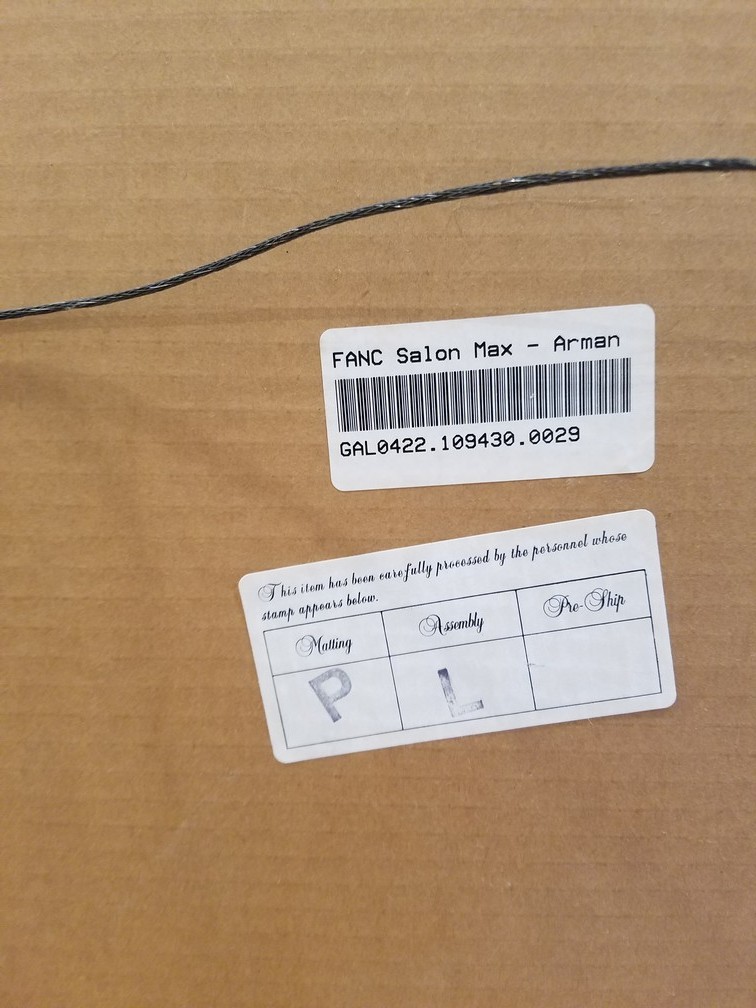 FANC Salon Max - Arman
GAL0422.109430.0029
This item has been carefully processed by the personnel whose
stamp appears below.
Matting Assembly Pre-Ship
P L